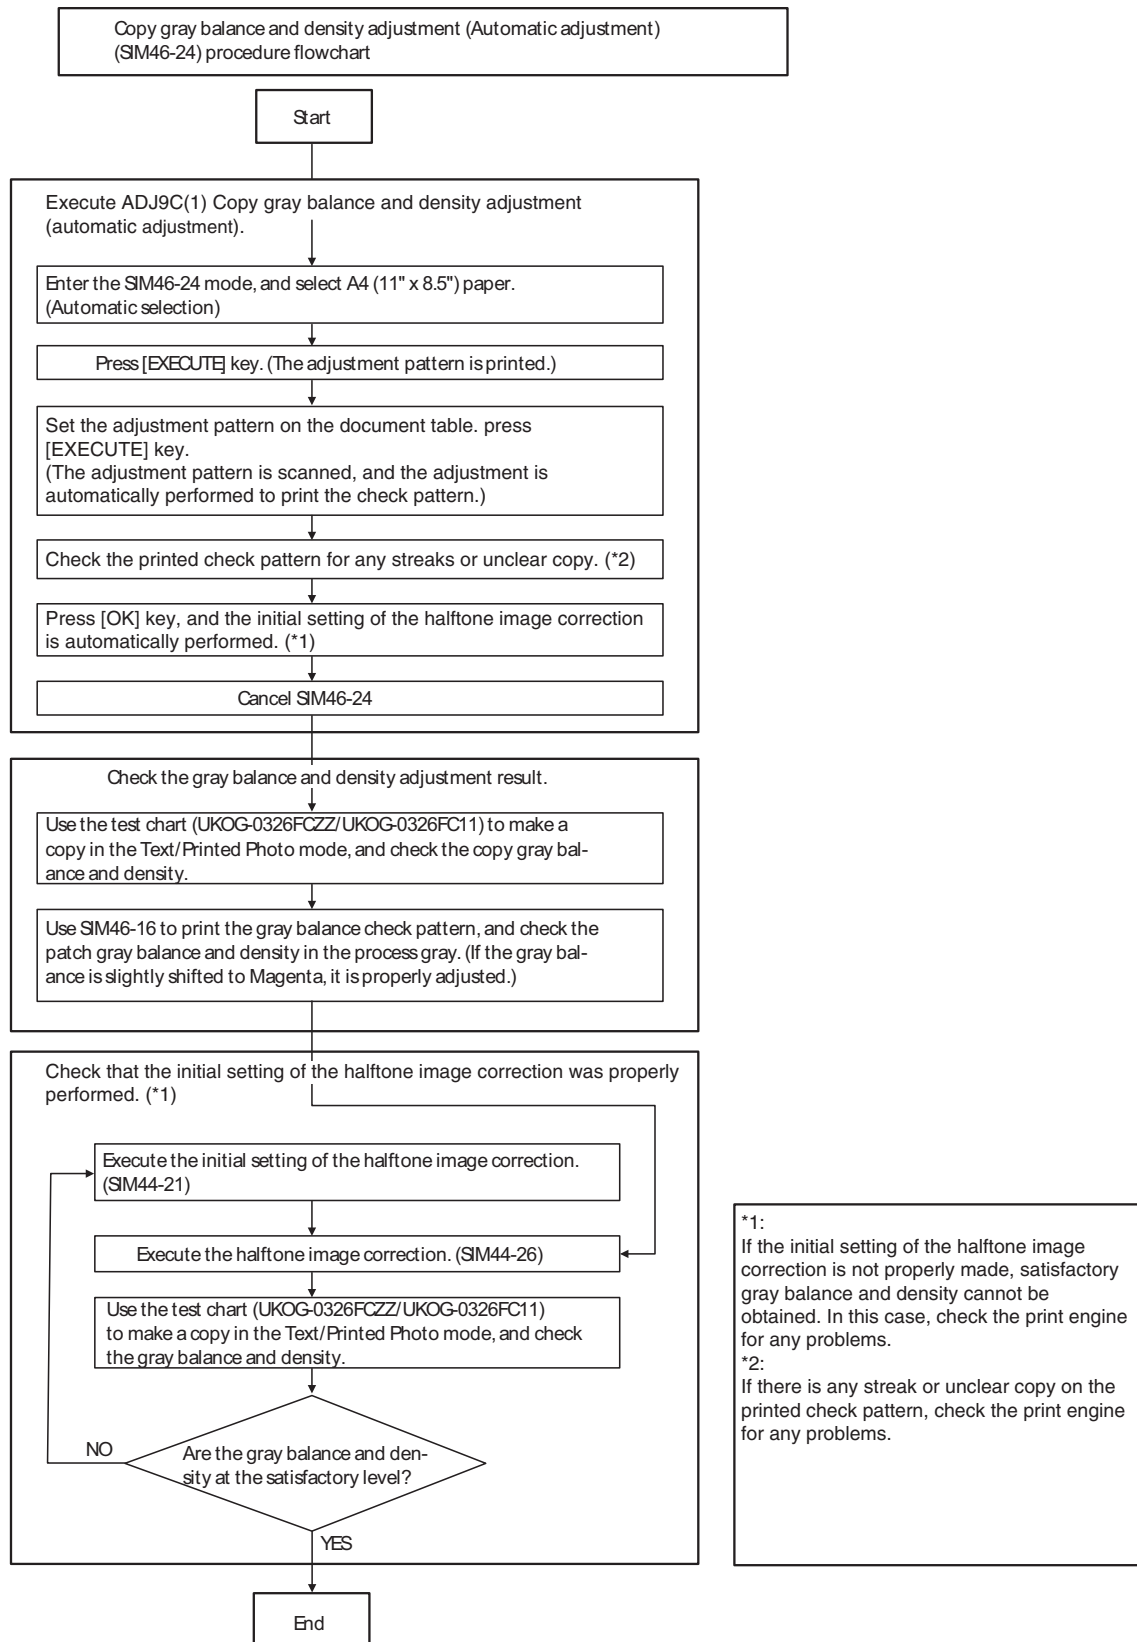 Copy gray balance and density adjustment (Automatic adjustment)
(SIM46-24) procedure flowchart
Start
Execute ADJ9C(1) Copy gray balance and density adjustment
(automatic adjustment).
Enter the SIM46-24 mode, and select A4 (11" x 8.5") paper.
(Automatic selection)
Press [EXECUTE] key. (The adjustment pattern is printed.)
Set the adjustment pattern on the document table. press
[EXECUTE] key.
(The adjustment pattern is scanned, and the adjustment is
automatically performed to print the check pattern.)
Check the printed check pattern for any streaks or unclear copy. (*2)
Press [OK] key, and the initial setting of the halftone image correction
is automatically performed. (*1)
Cancel SIM46-24
Check the gray balance and density adjustment result.
Use the test chart (UKOG-0326FCZZ/UKOG-0326FC11) to make a
copy in the Text/Printed Photo mode, and check the copy gray bal-
ance and density.
Use SIM46-16 to print the gray balance check pattern, and check the
patch gray balance and density in the process gray. (If the gray bal-
ance is slightly shifted to Magenta, it is properly adjusted.)
Check that the initial setting of the halftone image correction was properly
performed. (*1)
Execute the initial setting of the halftone image correction.
(SIM44-21)
Execute the halftone image correction. (SIM44-26)
Use the test chart (UKOG-0326FCZZ/UKOG-0326FC11)
to make a copy in the Text/Printed Photo mode, and check
the gray balance and density.
NO
Are the gray balance and den-
sity at the satisfactory level?
YES
End
*1:
If the initial setting of the halftone image
correction is not properly made, satisfactory
gray balance and density cannot be
obtained. In this case, check the print engine
for any problems.
*2:
If there is any streak or unclear copy on the
printed check pattern, check the print engine
for any problems.